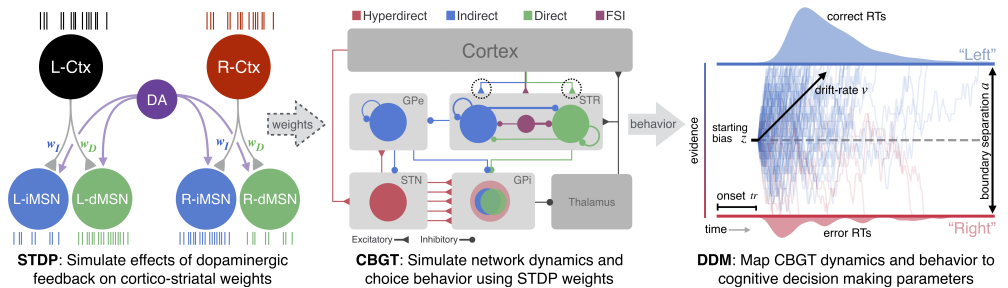 L-Ctx
R-Ctx
DA
w_I
w_D
w_I
w_D
L-iMSN
L-dMSN
R-iMSN
R-dMSN
STDP: Simulate effects of dopaminergic
feedback on cortico-striatal weights
weights
Hyperdirect
Indirect
Direct
FSI
Cortex
GPe
STR
STN
GPi
Thalamus
Excitatory
Inhibitory
CBGT: Simulate network dynamics and
choice behavior using STDP weights
behavior
correct RTs
"Left"
drift-rate v
evidence
starting
bias z
boundary separation a
onset tr
time
error RTs
"Right"
DDM: Map CBGT dynamics and behavior to
cognitive decision making parameters